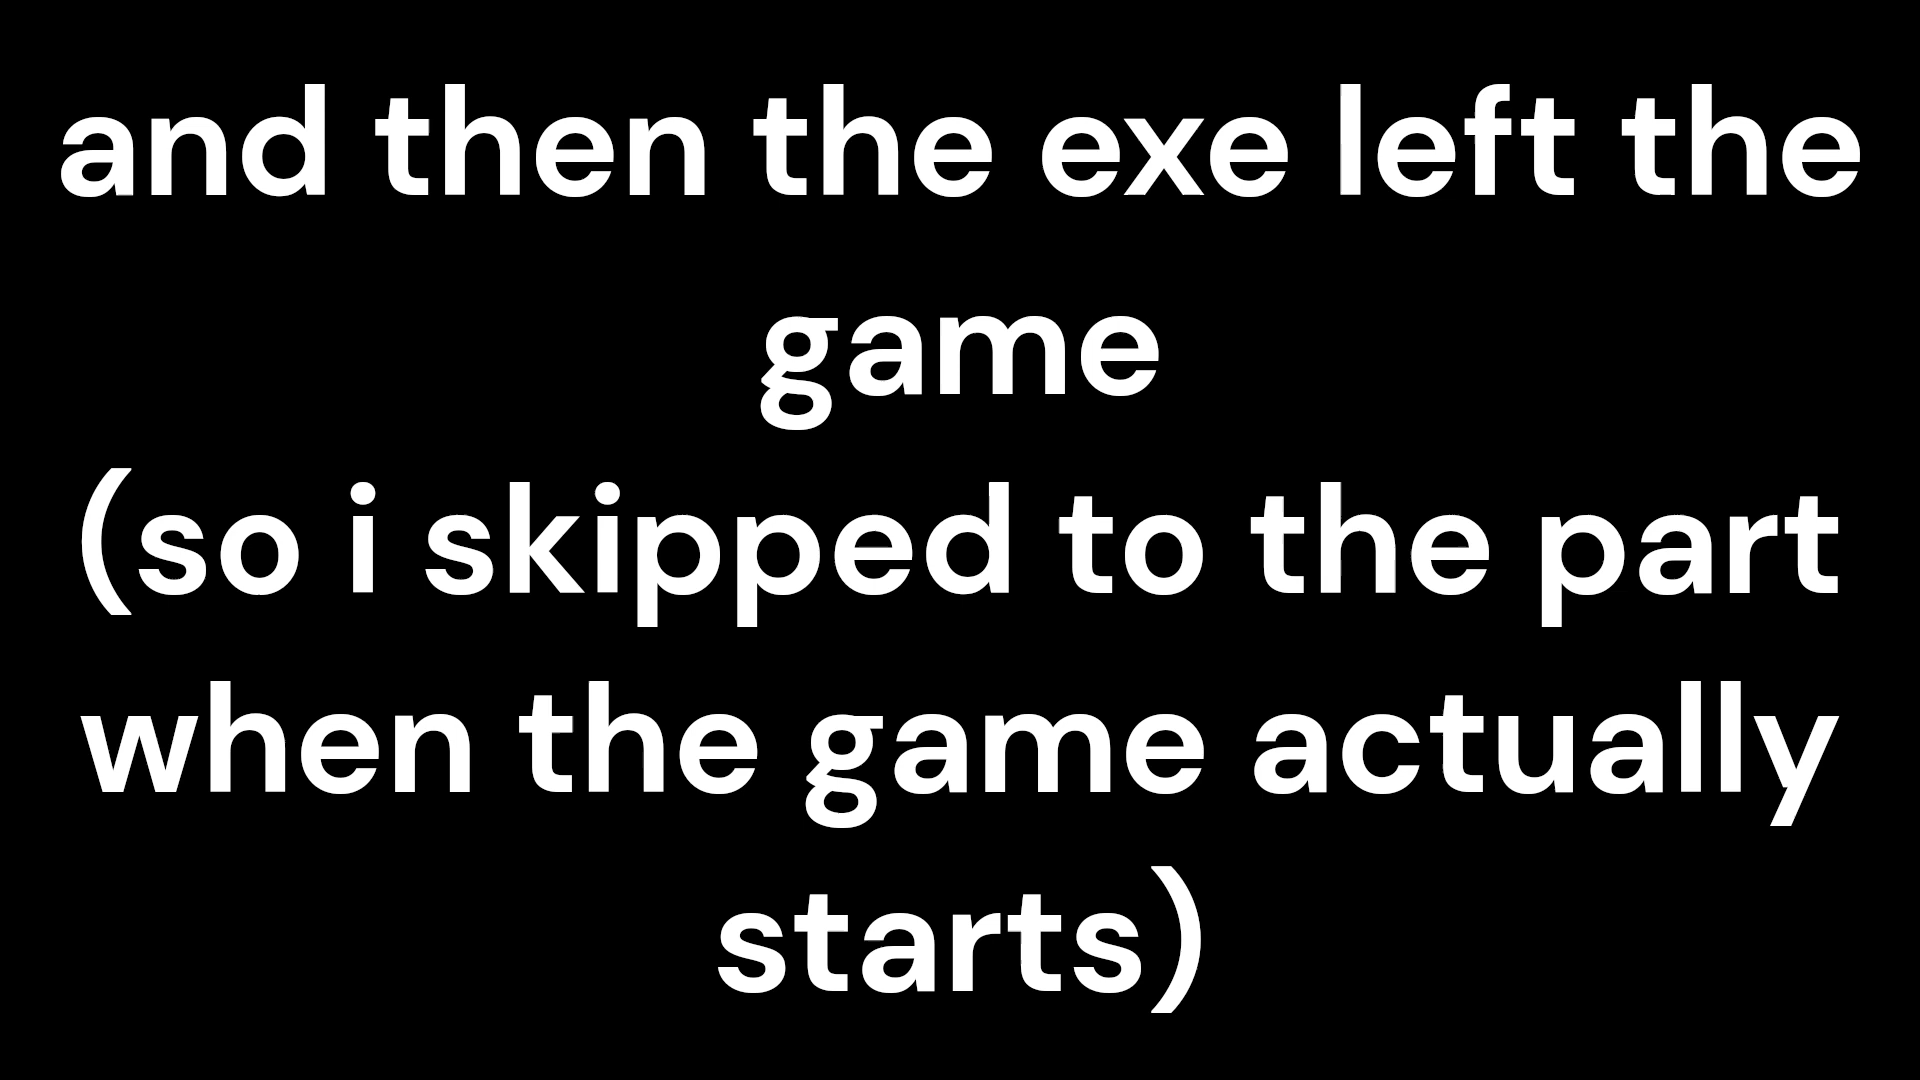 and then the exe left the
game
(so i skipped to the part
when the game actually
starts)